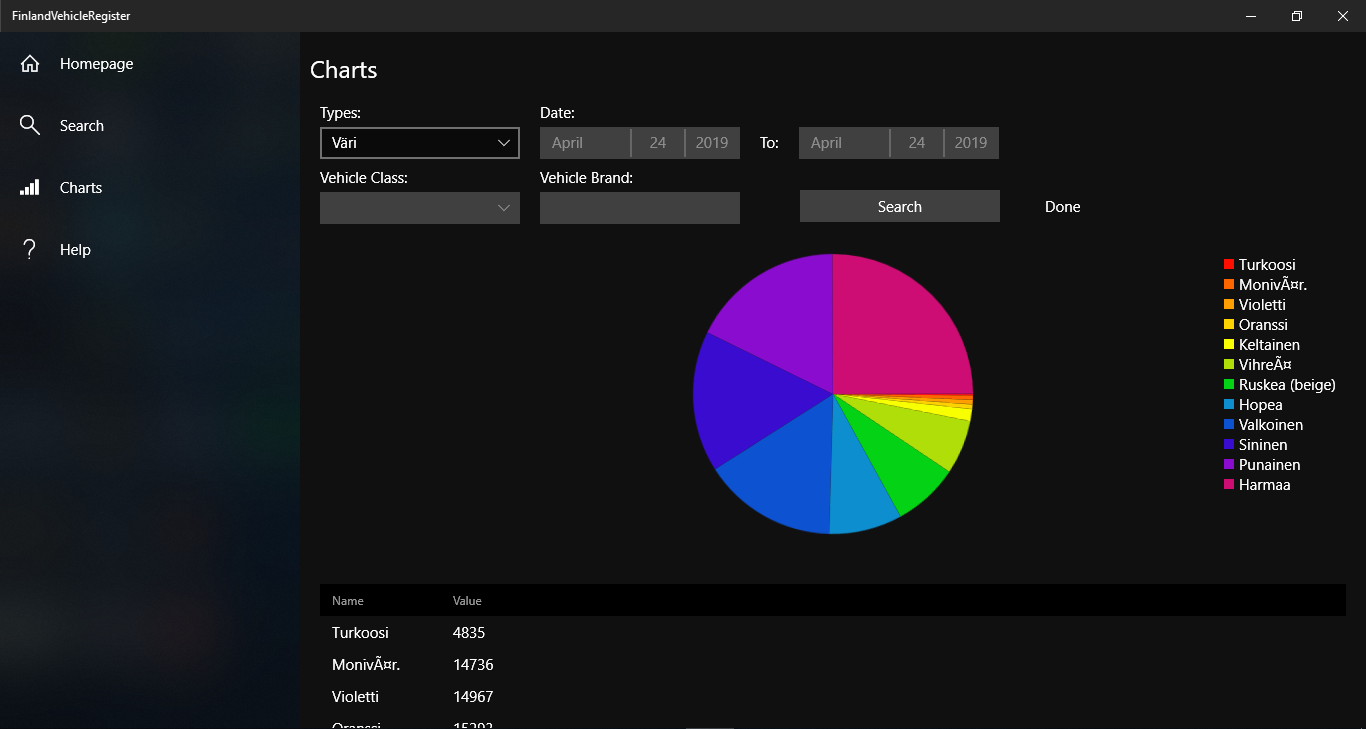 FinlandVehicleRegister
Homepage
Search
Charts
Help
Charts
Types:
Date:
Väri
April 24 2019
To:
April 24 2019
Vehicle Class:
Vehicle Brand:
Search
Done
Turkoosi
MonivÃ¤r.
Violetti
Oranssi
Keltainen
VihreÃ¤
Ruskea (beige)
Hopea
Valkoinen
Sininen
Punainen
Harmaa
Name Value
Turkoosi 4835
MonivÃ¤r. 14736
Violetti 14967
Oranssi 15293